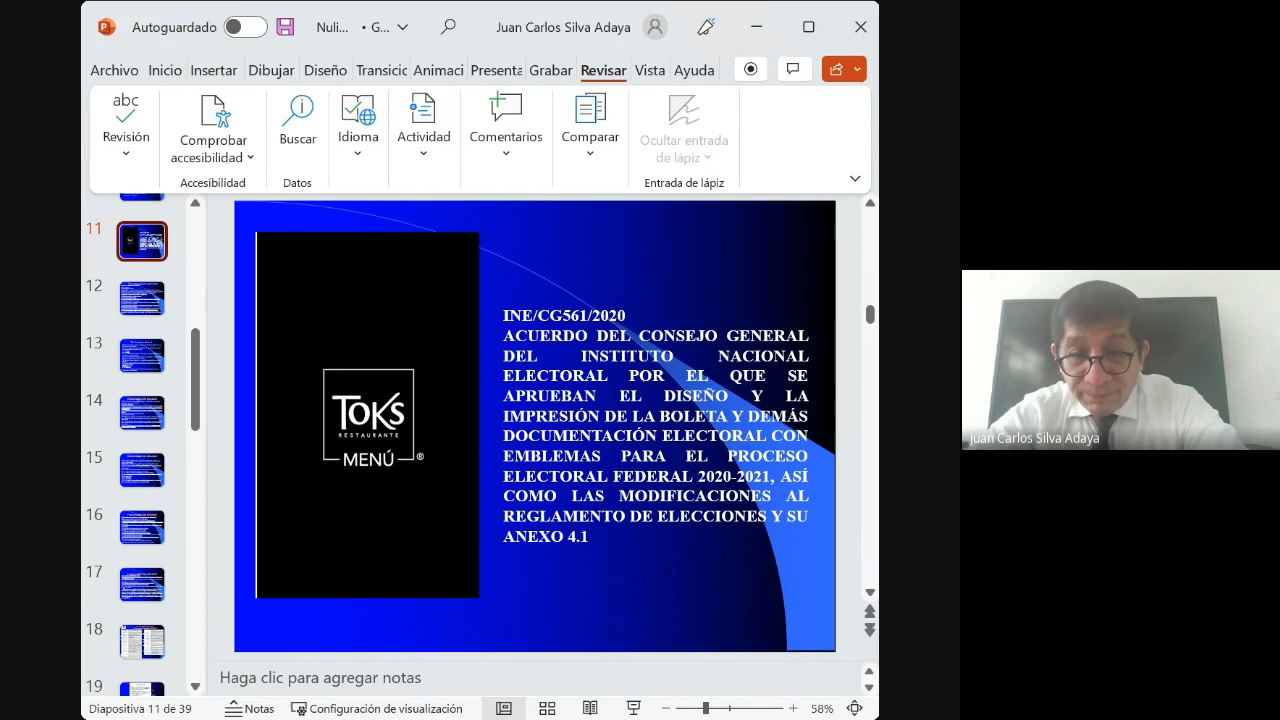 Autoguardado
Nuli...
• G...
Juan Carlos Silva Adaya
Archivo Inicio Insertar Dibujar Diseño Transicic Animaci Presenta Grabar Revisar Vista Ayuda
abc
Revisión
Comprobar
accesibilidad
Buscar
Idioma
Actividad
Comentarios
Comparar
Ocultar entrada
de lápiz
Accesibilidad
Datos
Entrada de lápiz
11
12
13
14
15
16
17
18
19
TOKS
RESTAURANTE
MENÚ®
INE/CG561/2020
ACUERDO DEL CONSEJO GENERAL
DEL INSTITUTO NACIONAL
ELECTORAL POR EL QUE SE
APRUEBAN EL DISEÑO Y LA
IMPRESIÓN DE LA BOLETA Y DEMÁS
DOCUMENTACIÓN ELECTORAL CON
EMBLEMAS PARA EL PROCESO
ELECTORAL FEDERAL 2020-2021, ASÍ
COMO LAS MODIFICACIONES AL
REGLAMENTO DE ELECCIONES Y SU
ANEXO 4.1
Haga clic para agregar notas
Diapositiva 11 de 39
Notas
Configuración de visualización
58%
Juan Carlos Silva Adaya